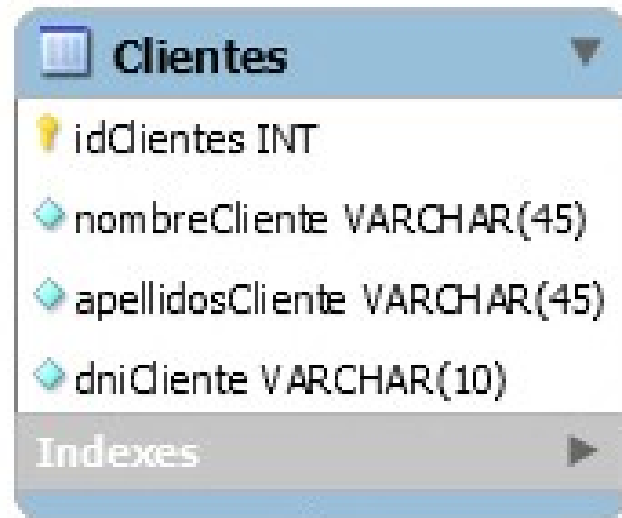 Clientes
idClientes INT
nombreCliente VARCHAR(45)
apellidosCliente VARCHAR(45)
dniCliente VARCHAR(10)
Indexes